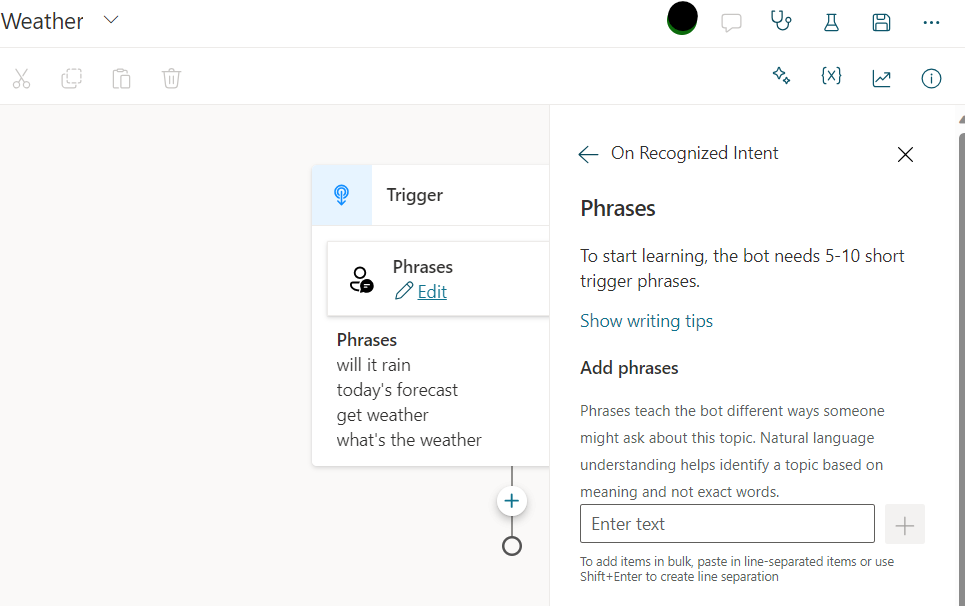 Weather
{x}
On Recognized Intent
Trigger
Phrases
Edit
Phrases
will it rain
today's forecast
get weather
what's the weather
Phrases
To start learning, the bot needs 5-10 short
trigger phrases.
Show writing tips
Add phrases
Phrases teach the bot different ways someone
might ask about this topic. Natural language
understanding helps identify a topic based on
meaning and not exact words.
Enter text
To add items in bulk, paste in line-separated items or use
Shift+Enter to create line separation